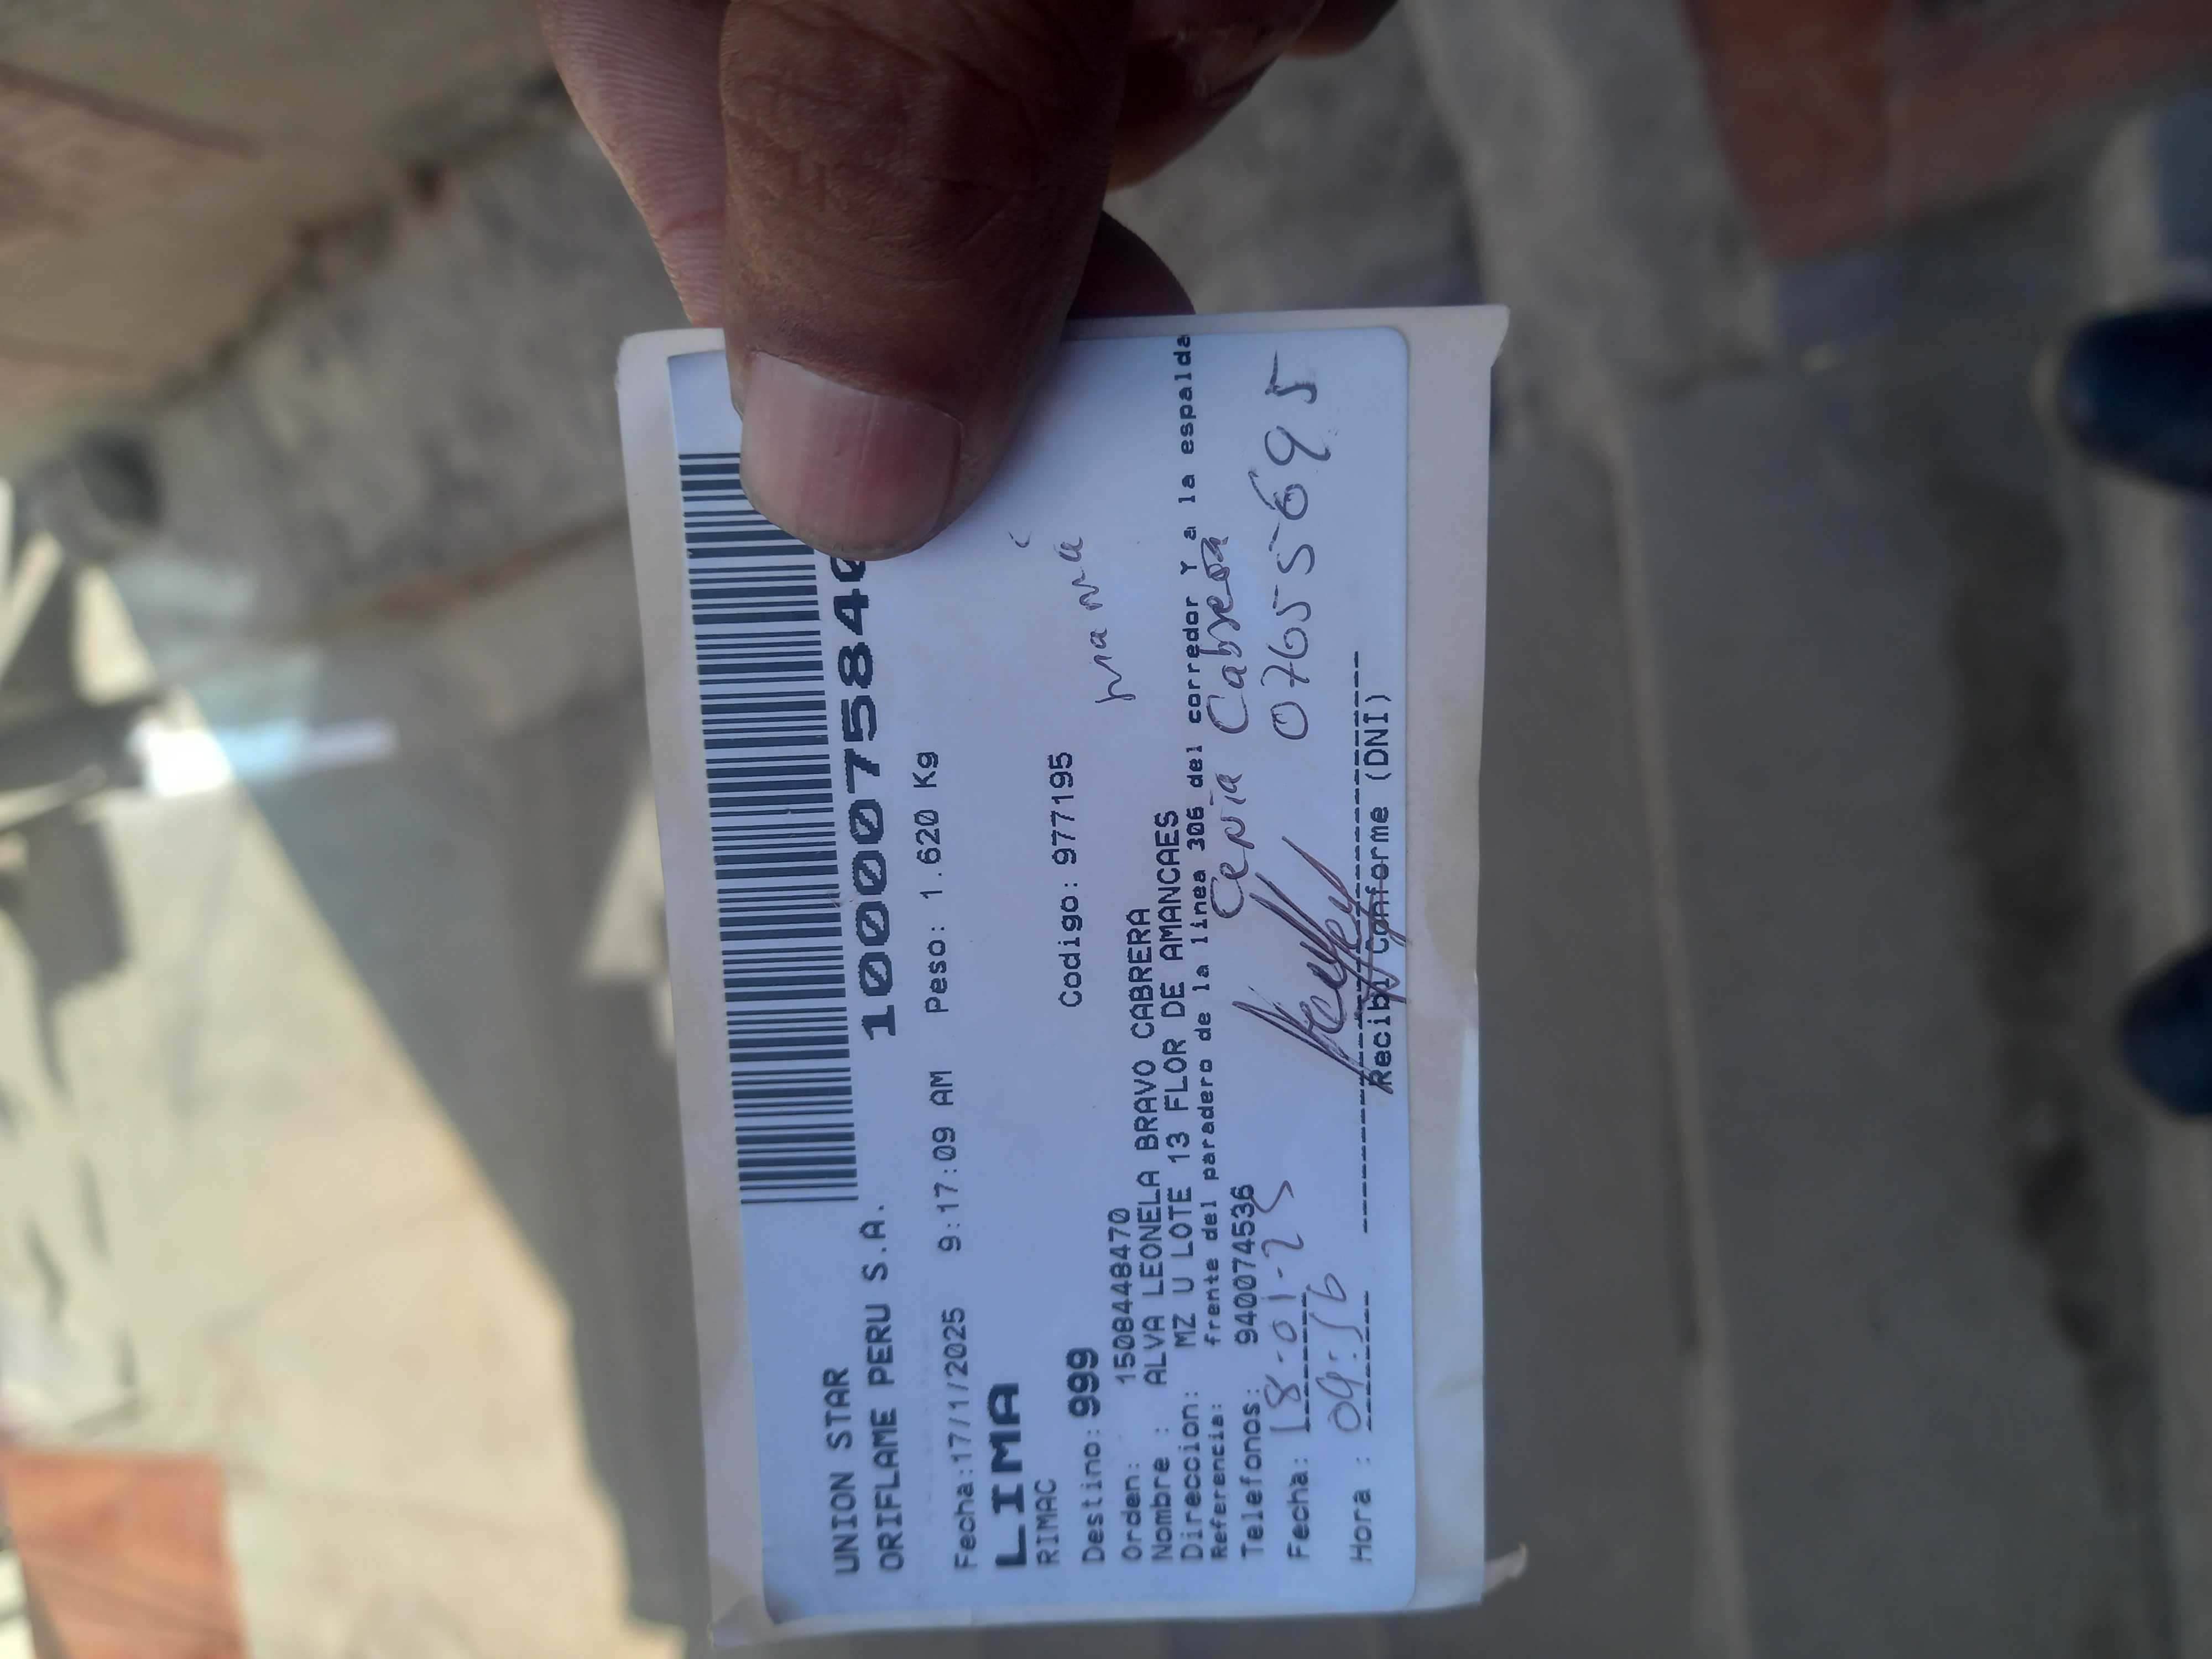 UNION STAR
ORIFLAME PERU S.A. 100007584
Fecha:17/1/2025 9:17:09 AM Peso: 1.620 Kg
LIMA
RIMAC
Destino: 999 Codigo: 977195
mamá
Orden: 1508448470
Nombre : ALVA LEONELA BRAVO CABRERA
Direccion: MZ U LOTE 13 FLOR DE AMANCAES
Referencia: frente del paradero de la linea 306 del corredor Y a la espalda
Telefonos: 940074536
Cenia Cabrera
Fecha: 18-01-25
07655695
Hora : 09:56
Recibi Conforme (DNI)